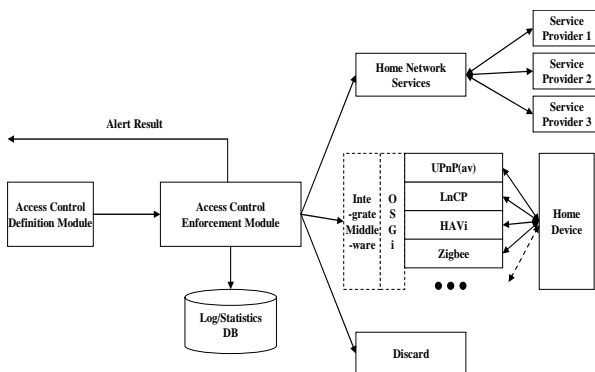 Service
Provider 1
Home Network
Services
Service
Provider 2
Service
Provider 3
Alert Result
UPnP(av)
LnCP
HAVi
Zigbee
Inte
-grate
Middle
-ware
O
S
G
i
Home
Device
Access Control
Definition Module
Access Control
Enforcement Module
Log/Statistics
DB
Discard